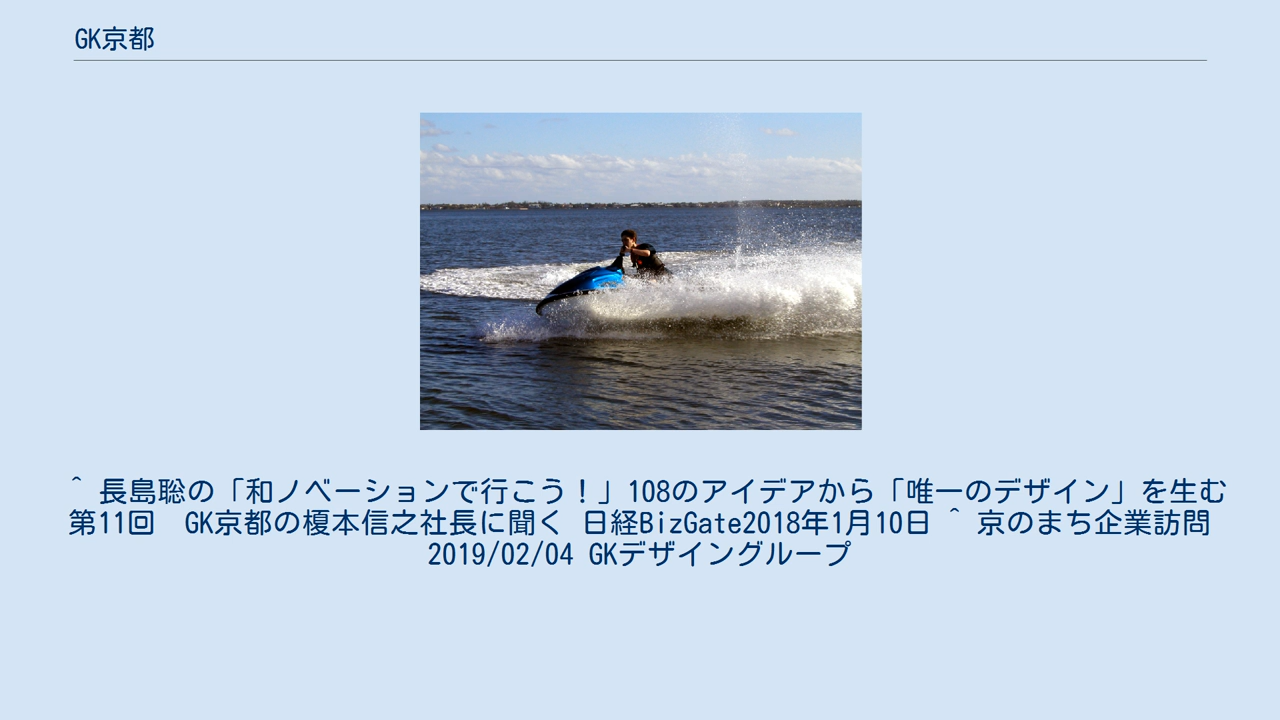 GK京都
^ 長島聡の「和ノベーションで行こう！」108のアイデアから「唯一のデザイン」を生む
第11回　GK京都の榎本信之社長に聞く 日経BizGate2018年1月10日 ^ 京のまち企業訪問
2019/02/04 GKデザイングループ